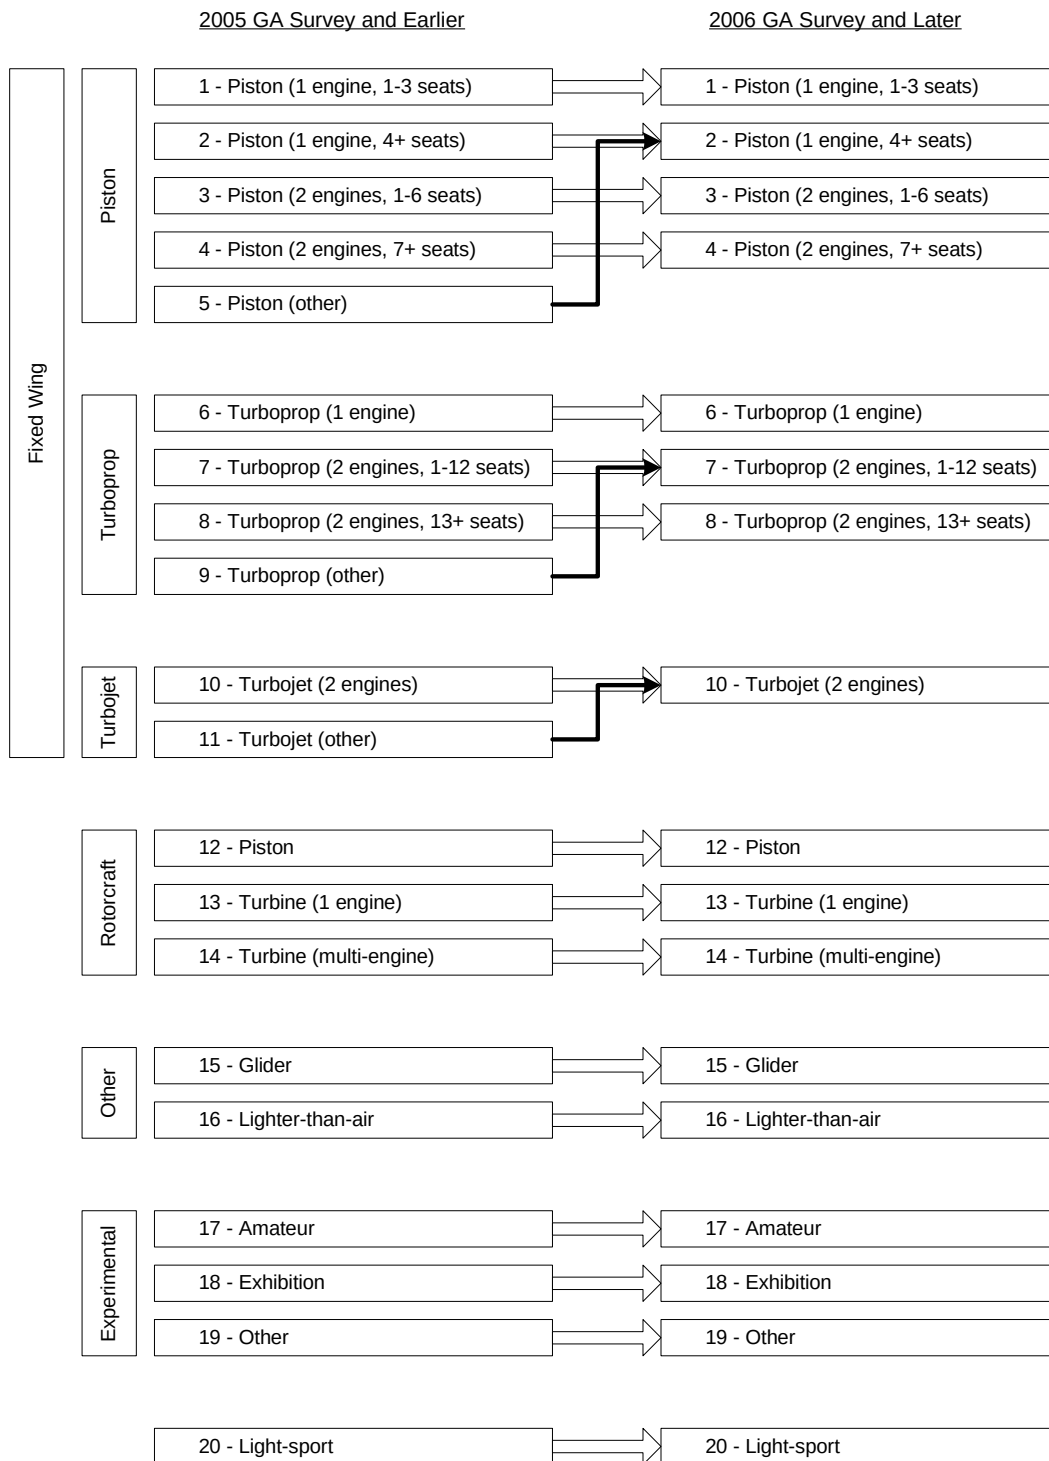 2005 GA Survey and Earlier
2006 GA Survey and Later
Fixed Wing
Piston
1 - Piston (1 engine, 1-3 seats)
1 - Piston (1 engine, 1-3 seats)
2 - Piston (1 engine, 4+ seats)
2 - Piston (1 engine, 4+ seats)
3 - Piston (2 engines, 1-6 seats)
3 - Piston (2 engines, 1-6 seats)
4 - Piston (2 engines, 7+ seats)
4 - Piston (2 engines, 7+ seats)
5 - Piston (other)
Turboprop
6 - Turboprop (1 engine)
6 - Turboprop (1 engine)
7 - Turboprop (2 engines, 1-12 seats)
7 - Turboprop (2 engines, 1-12 seats)
8 - Turboprop (2 engines, 13+ seats)
8 - Turboprop (2 engines, 13+ seats)
9 - Turboprop (other)
Turbojet
10 - Turbojet (2 engines)
10 - Turbojet (2 engines)
11 - Turbojet (other)
Rotorcraft
12 - Piston
12 - Piston
13 - Turbine (1 engine)
13 - Turbine (1 engine)
14 - Turbine (multi-engine)
14 - Turbine (multi-engine)
Other
15 - Glider
15 - Glider
16 - Lighter-than-air
16 - Lighter-than-air
Experimental
17 - Amateur
17 - Amateur
18 - Exhibition
18 - Exhibition
19 - Other
19 - Other
20 - Light-sport
20 - Light-sport